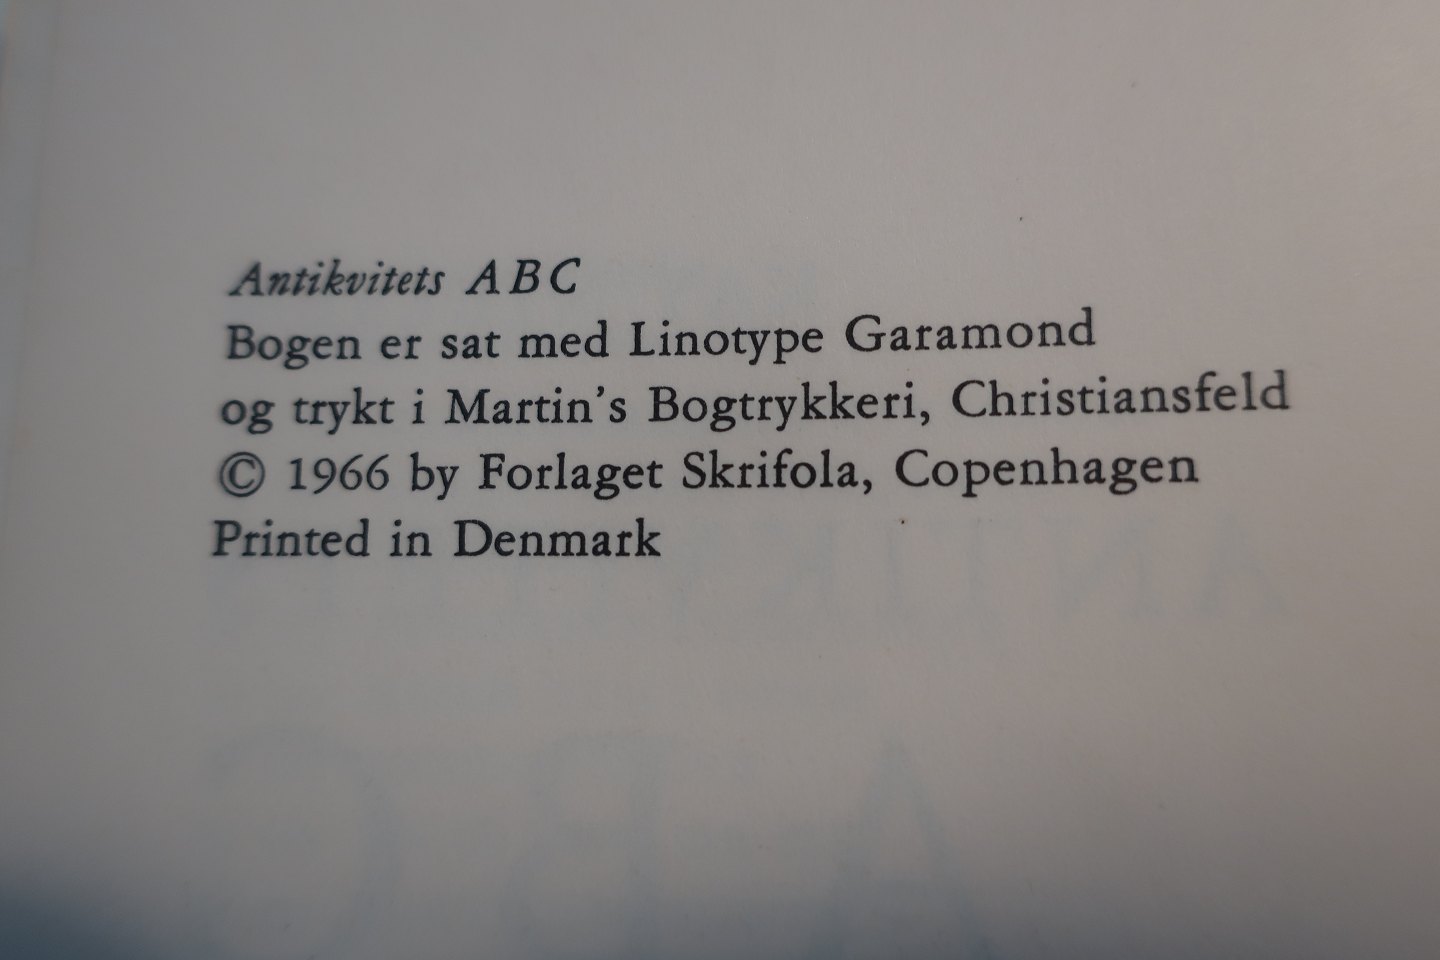 Antikvitets ABC
Bogen er sat med Linotype Garamond
og trykt i Martin's Bogtrykkeri, Christiansfeld
© 1966 by Forlaget Skrifola, Copenhagen
Printed in Denmark